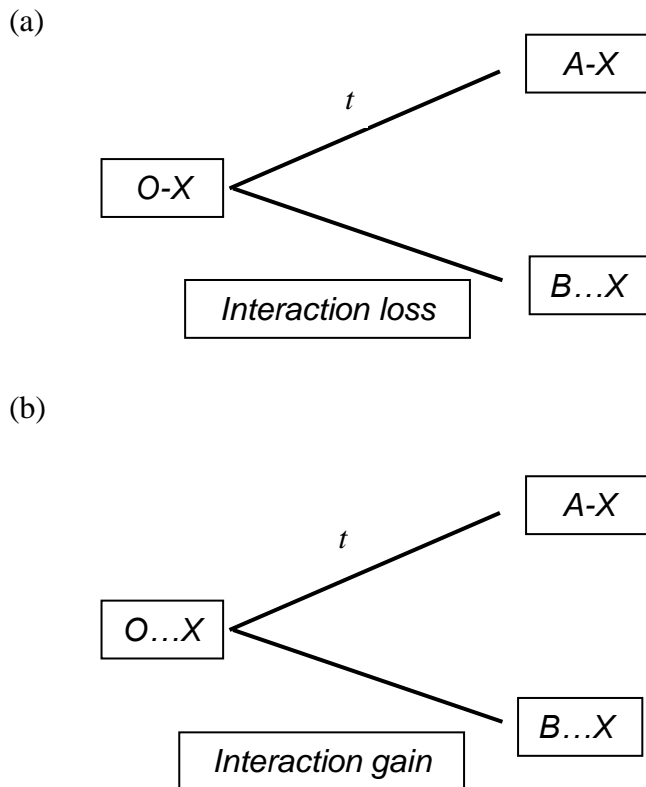 (a)
A-X
t
O-X
B…X
Interaction loss
(b)
A-X
t
O…X
B…X
Interaction gain